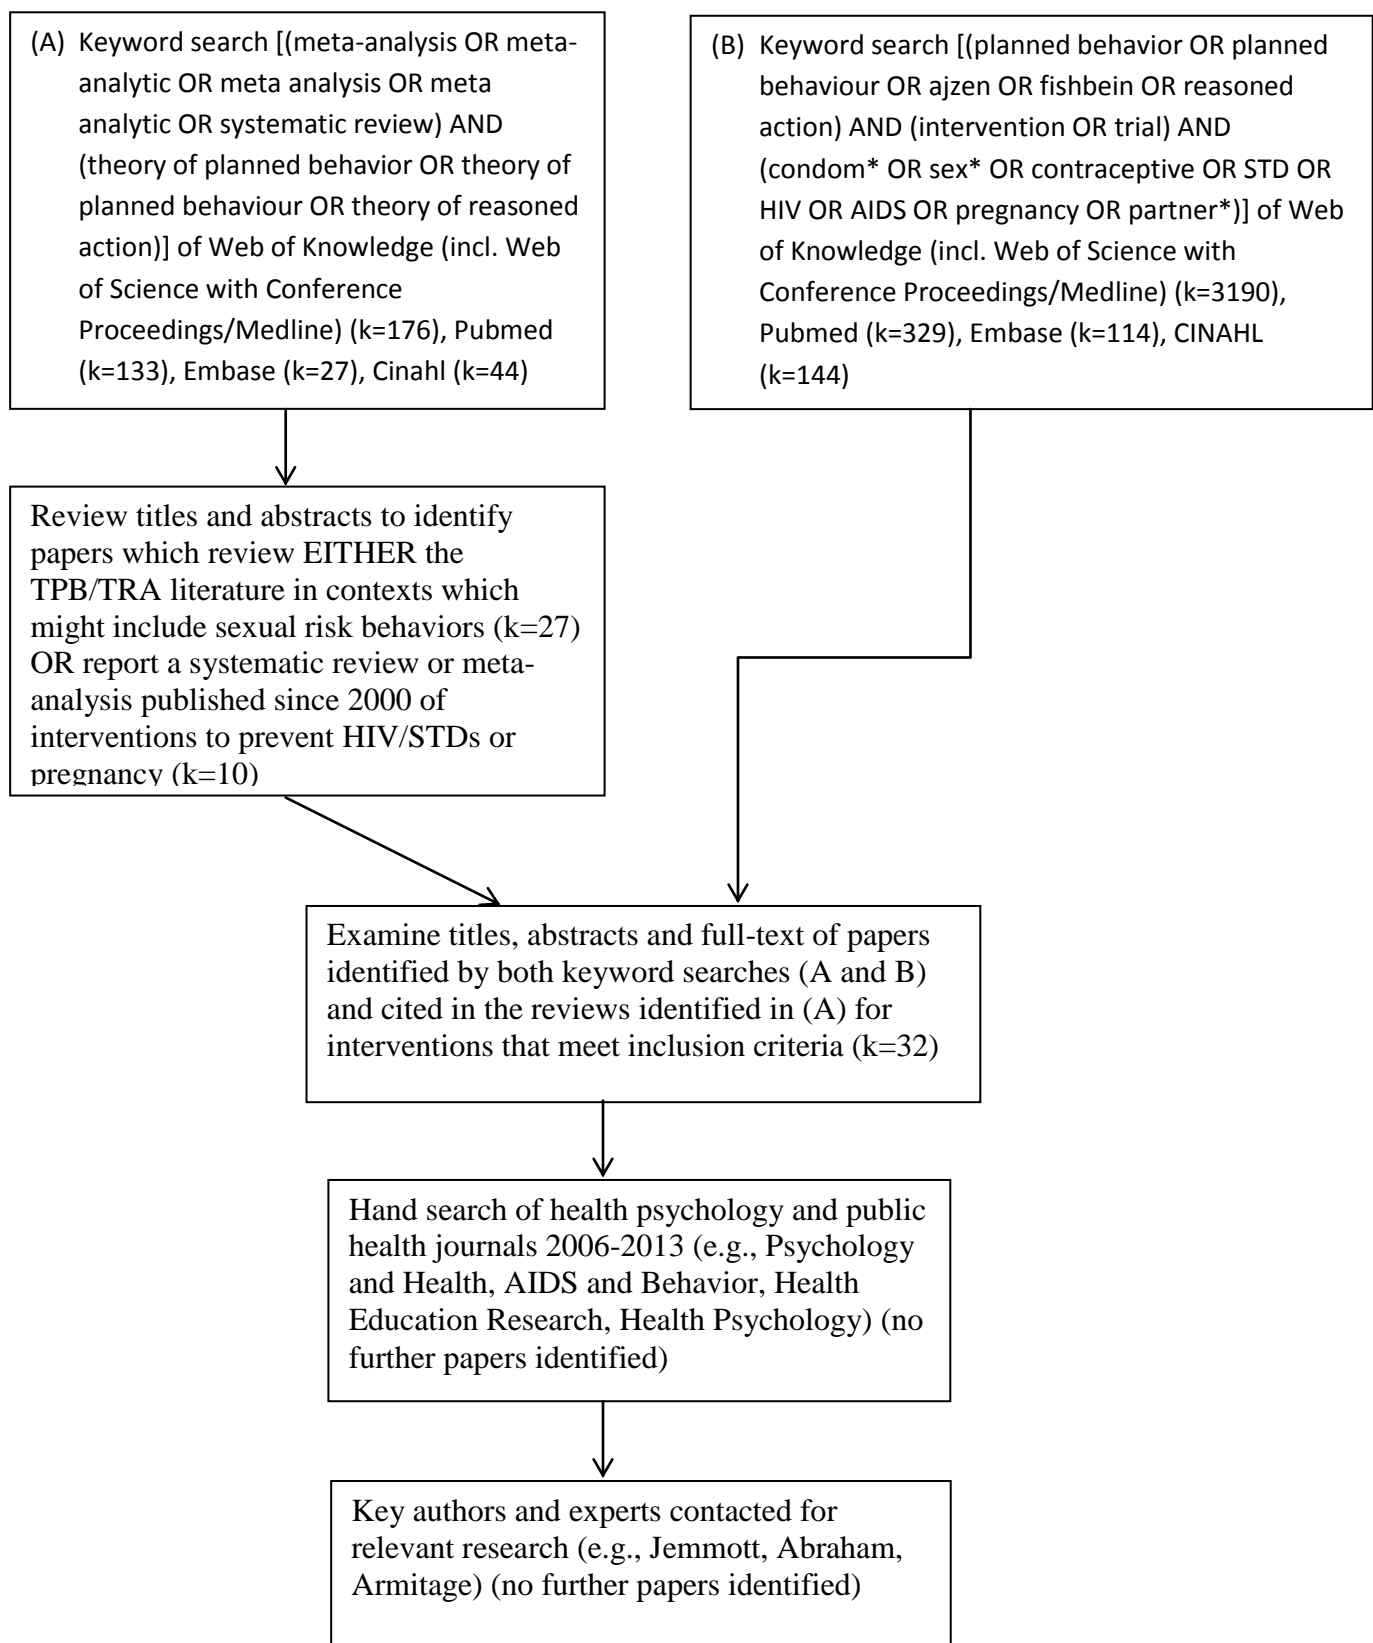 (A) Keyword search [(meta-analysis OR meta-
analytic OR meta analysis OR meta
analytic OR systematic review) AND
(theory of planned behavior OR theory of
planned behaviour OR theory of reasoned
action)] of Web of Knowledge (incl. Web
of Science with Conference
Proceedings/Medline) (k=176), Pubmed
(k=133), Embase (k=27), Cinahl (k=44)
(B) Keyword search [(planned behavior OR planned
behaviour OR ajzen OR fishbein OR reasoned
action) AND (intervention OR trial) AND
(condom* OR sex* OR contraceptive OR STD OR
HIV OR AIDS OR pregnancy OR partner*)] of Web
of Knowledge (incl. Web of Science with
Conference Proceedings/Medline) (k=3190),
Pubmed (k=329), Embase (k=114), CINAHL
(k=144)
Review titles and abstracts to identify
papers which review EITHER the
TPB/TRA literature in contexts which
might include sexual risk behaviors (k=27)
OR report a systematic review or meta-
analysis published since 2000 of
interventions to prevent HIV/STDs or
pregnancy (k=10)
Examine titles, abstracts and full-text of papers
identified by both keyword searches (A and B)
and cited in the reviews identified in (A) for
interventions that meet inclusion criteria (k=32)
Hand search of health psychology and public
health journals 2006-2013 (e.g., Psychology
and Health, AIDS and Behavior, Health
Education Research, Health Psychology) (no
further papers identified)
Key authors and experts contacted for
relevant research (e.g., Jemmott, Abraham,
Armitage) (no further papers identified)